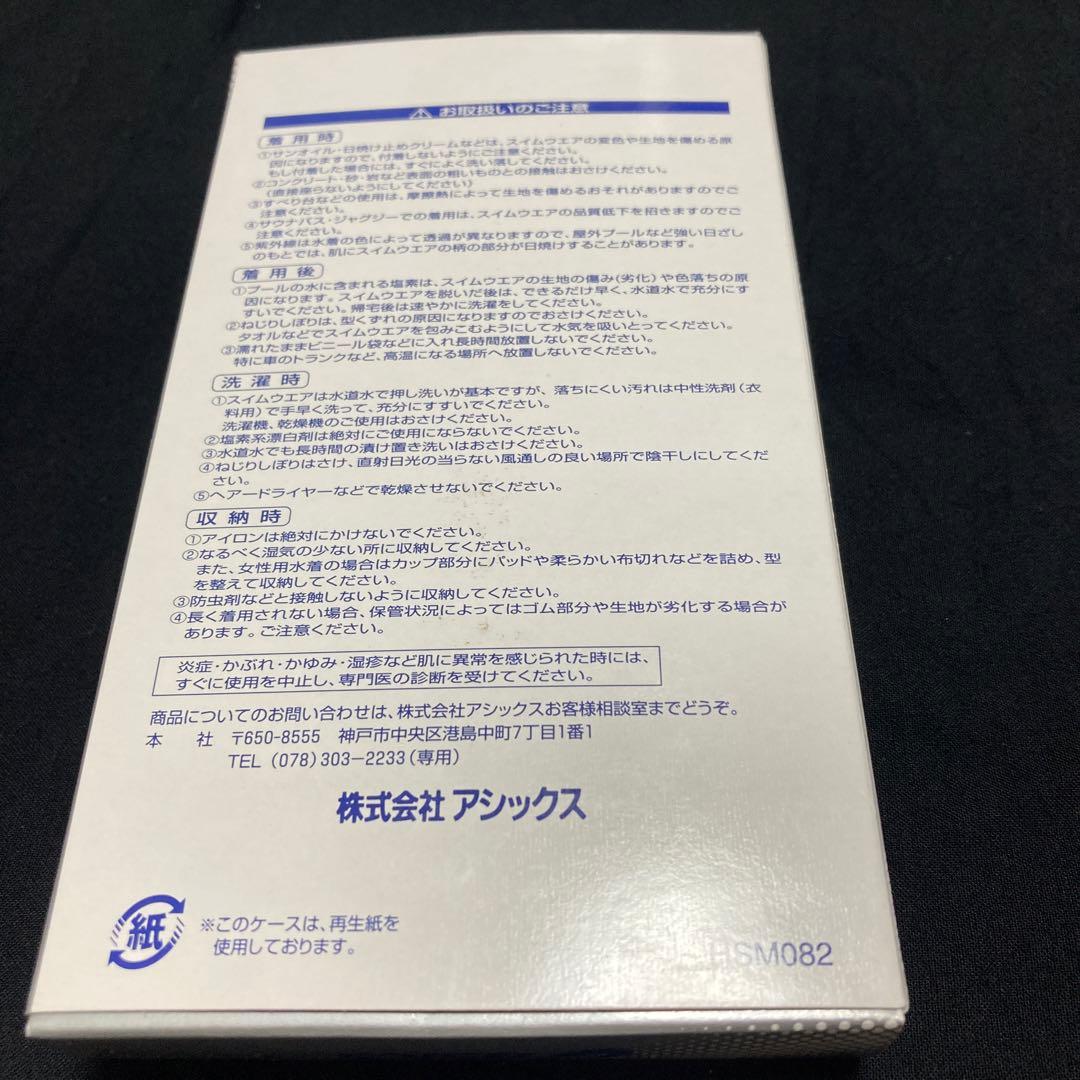 ⚠ お取扱いのご注意
着用時
①サンオイル・日焼け止めクリームなどは、スイムウエアの変色や生地を傷める原
因になりますので、付着しないようにご注意ください。
もし付着した場合には、すぐによく洗い落してください。
②コンクリート・砂・岩など表面の粗いものとの接触はおさけください。
(直接座らないようにしてください)
③すべり台などの使用は、摩擦熱によって生地を傷めるおそれがありますのでご
注意ください。
④サウナバス・ジャグジーでの着用は、スイムウエアの品質低下を招きますのでご
注意ください。
⑤紫外線は水着の色によって透過が異なりますので、屋外プールなど強い日ざし
のもとでは、肌にスイムウエアの柄の部分が日焼けすることがあります。
着用後
①プールの水に含まれる塩素は、スイムウエアの生地の傷み(劣化)や色落ちの原
因になります。スイムウエアを脱いだ後は、できるだけ早く、水道水で充分にす
すいでください。帰宅後は速やかに洗濯をしてください。
②ねじりしぼりは、型くずれの原因になりますのでおさけください。
タオルなどでスイムウエアを包みこむようにして水気を吸いとってください。
③濡れたままビニール袋などに入れ長時間放置しないでください。
特に車のトランクなど、高温になる場所へ放置しないでください。
洗濯時
①スイムウエアは水道水で押し洗いが基本ですが、落ちにくい汚れは中性洗剤(衣
料用)で手早く洗って、充分にすすいでください。
洗濯機、乾燥機のご使用はおさけください。
②塩素系漂白剤は絶対にご使用にならないでください。
③水道水でも長時間の漬け置き洗いはおさけください。
④ねじりしぼりはさけ、直射日光の当らない風通しの良い場所で陰干しにしてくだ
さい。
⑤ヘアードライヤーなどで乾燥させないでください。
収納時
①アイロンは絶対にかけないでください。
②なるべく湿気の少ない所に収納してください。
また、女性用水着の場合はカップ部分にパッドや柔らかい布切れなどを詰め、型
を整えて収納してください。
③防虫剤などと接触しないように収納してください。
④長く着用されない場合、保管状況によってはゴム部分や生地が劣化する場合が
あります。ご注意ください。
炎症・かぶれ・かゆみ・湿疹など肌に異常を感じられた時には、
すぐに使用を中止し、専門医の診断を受けてください。
商品についてのお問い合わせは、株式会社アシックスお客様相談室までどうぞ。
本 社 〒650-8555 神戸市中央区港島中町7丁目1番1
TEL (078)303-2233(専用)
株式会社 アシックス
紙
※このケースは、再生紙を
使用しております。
HSM082